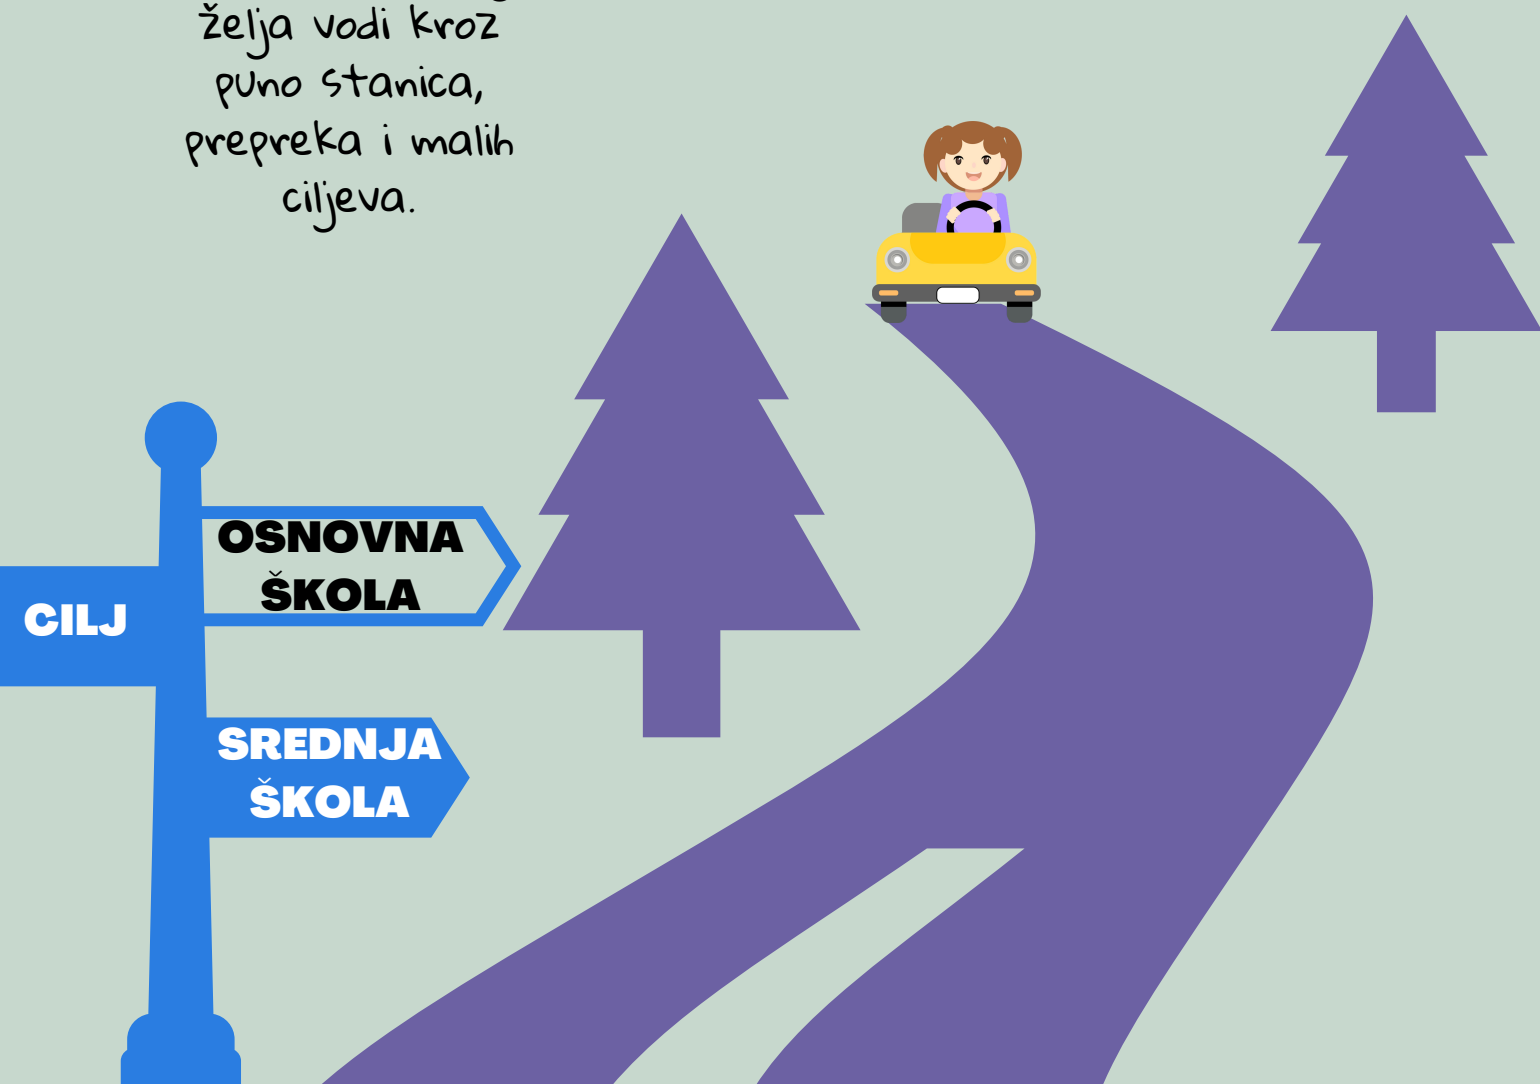 želja vodi kroz
puno stanica,
prepreka i malih
ciljeva.
OSNOVNA
ŠKOLA
CILJ
SREDNJA
ŠKOLA